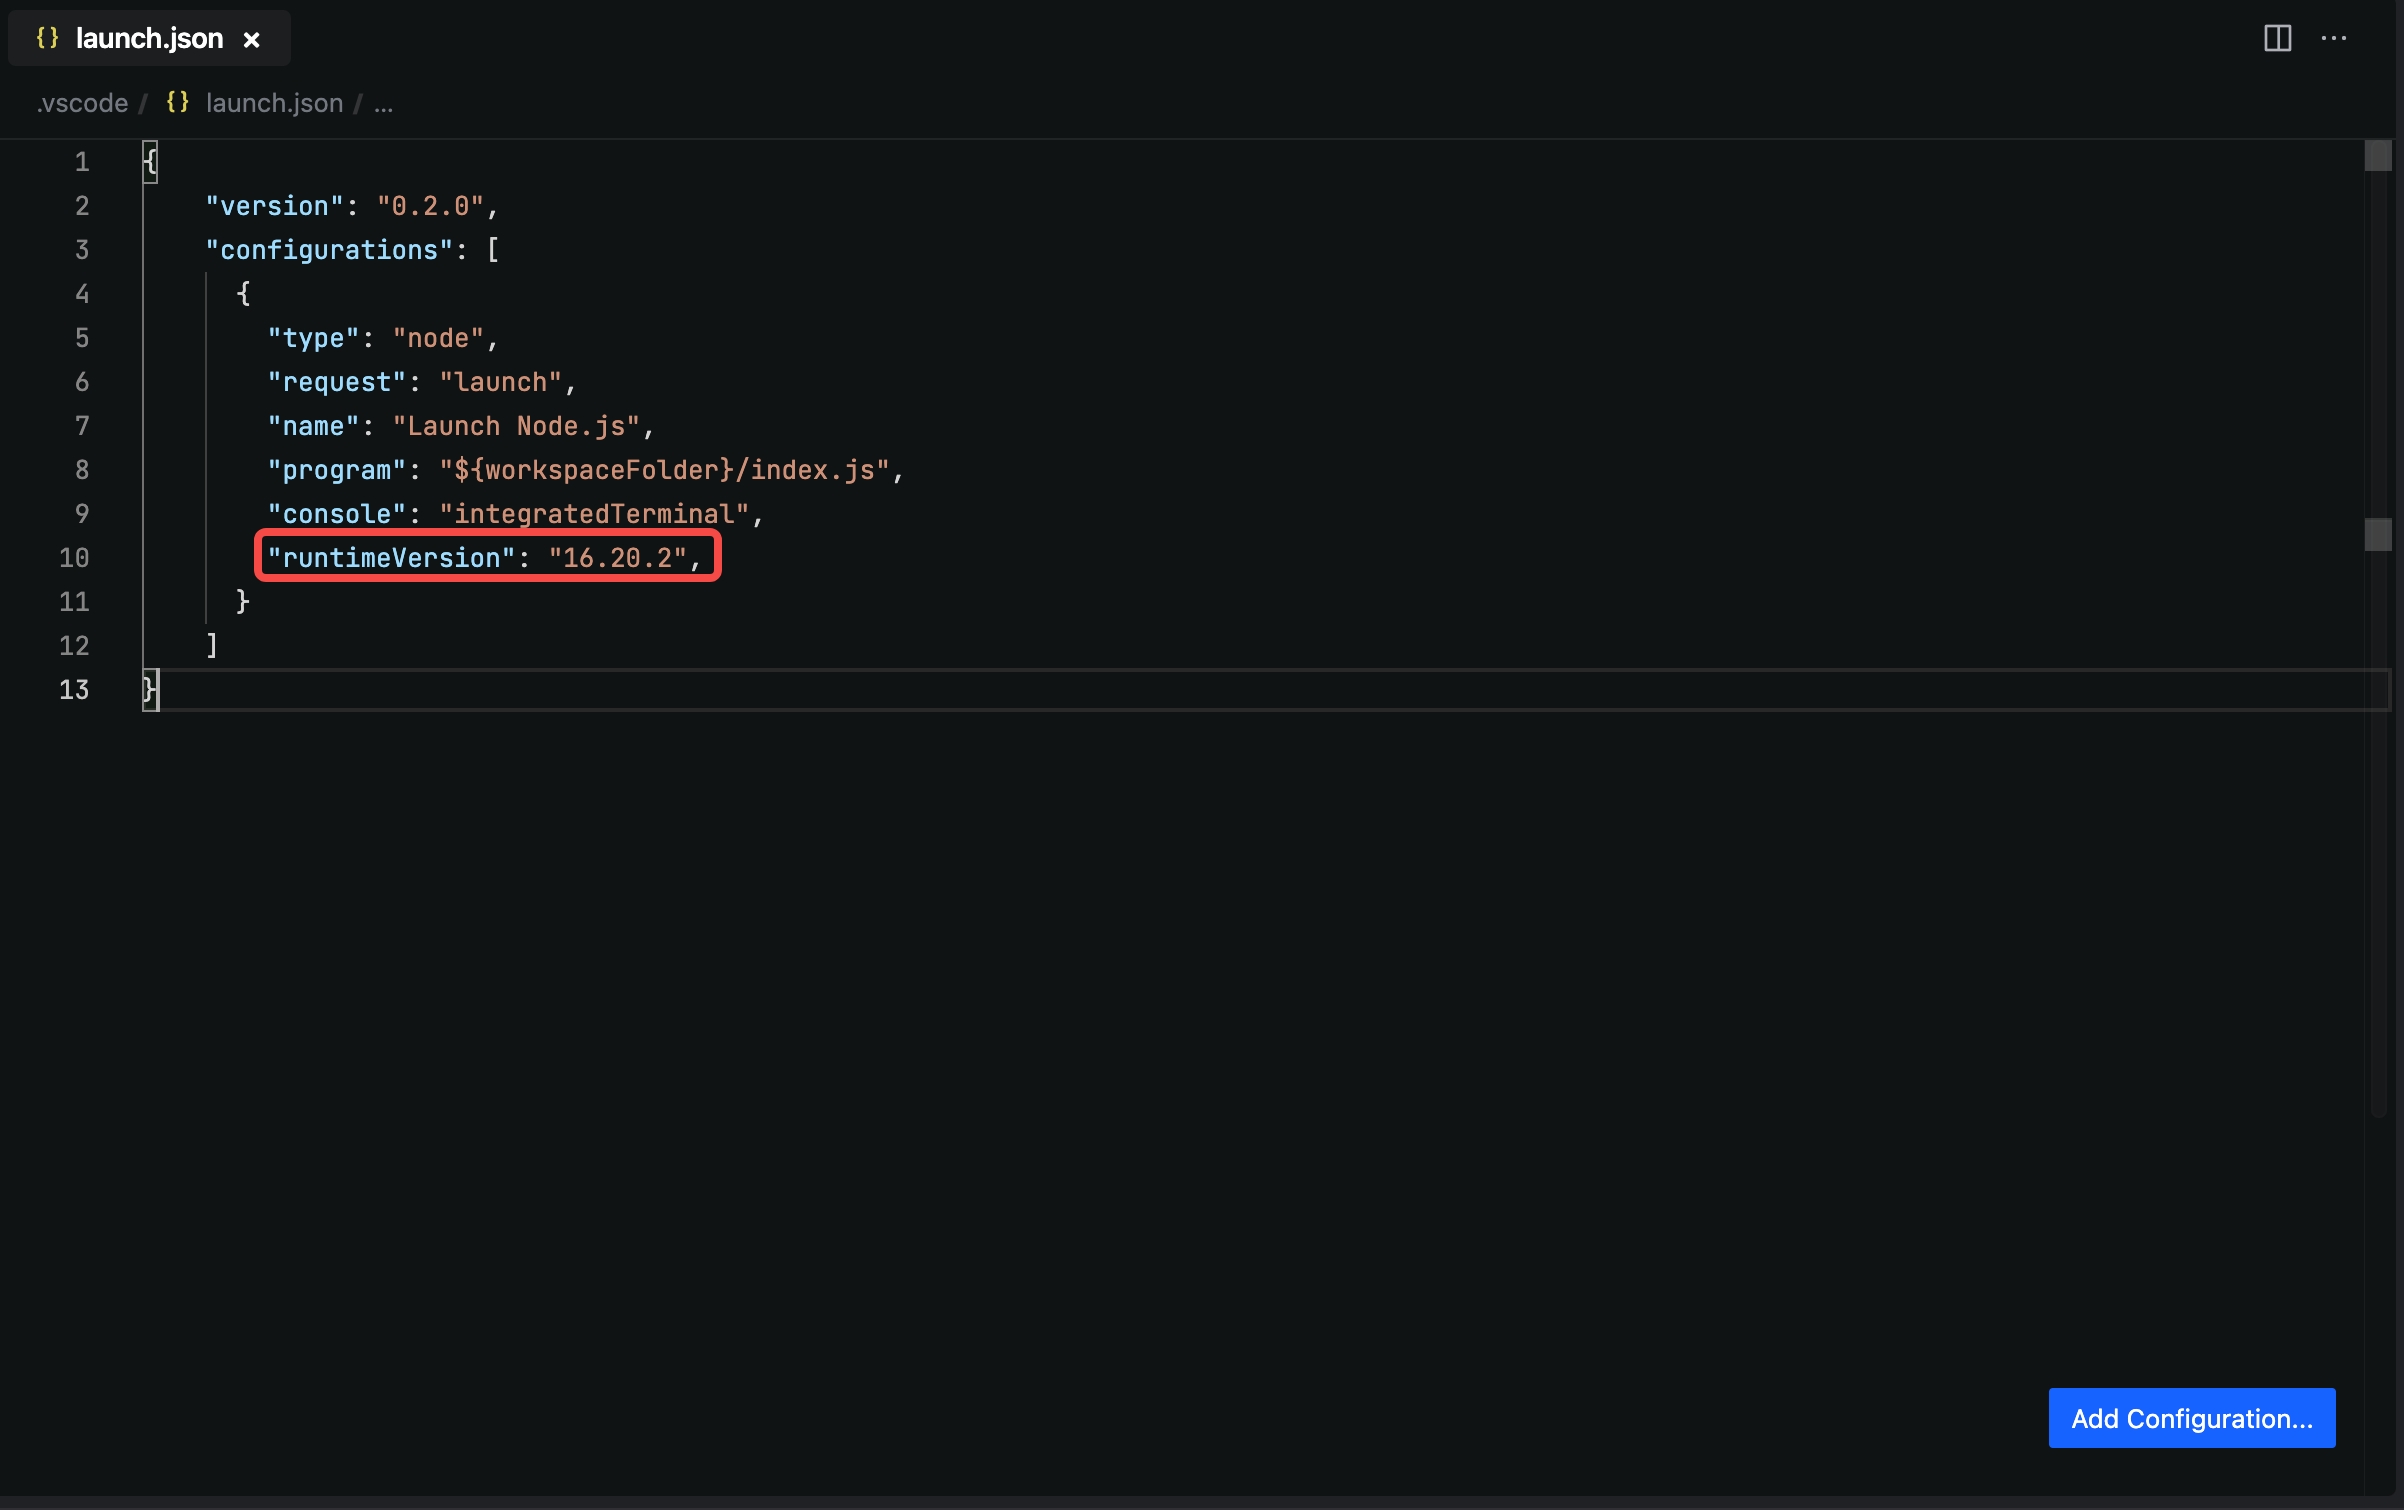 {} launch.json ×
.vscode / {} launch.json / ...
1 {
2 "version": "0.2.0",
3 "configurations": [
4 {
5 "type": "node",
6 "request": "launch",
7 "name": "Launch Node.js",
8 "program": "${workspaceFolder}/index.js",
9 "console": "integratedTerminal",
10 "runtimeVersion": "16.20.2",
11 }
12 ]
13 }
Add Configuration...